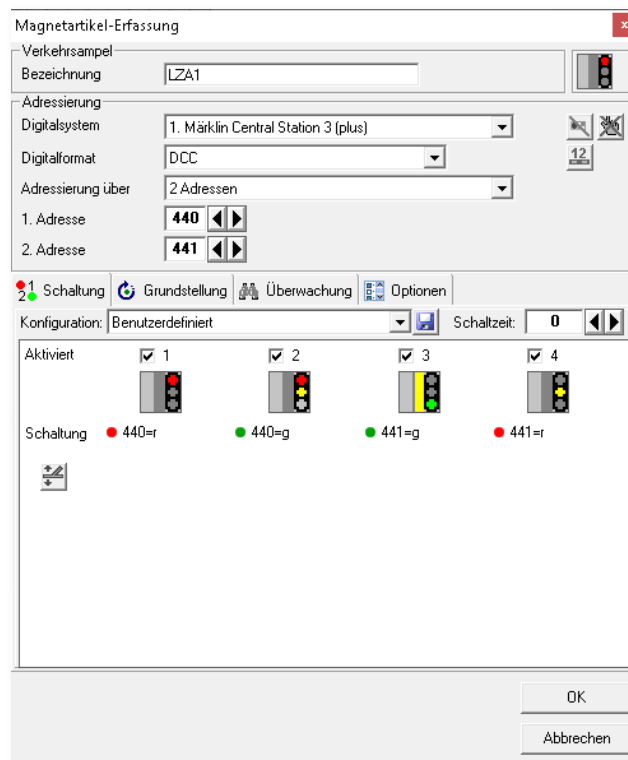 Magnetartikel-Erfassung x
Verkehrsampel
Bezeichnung LZA1
Adressierung
Digitalsystem 1. Märklin Central Station 3 (plus)
Digitalformat DCC 12
Adressierung über 2 Adressen
1. Adresse 440
2. Adresse 441
1 2 Schaltung Grundstellung Überwachung Optionen
Konfiguration: Benutzerdefiniert Schaltzeit: 0
Aktiviert 1 2 3 4
Schaltung 440=r 440=g 441=g 441=r
OK
Abbrechen